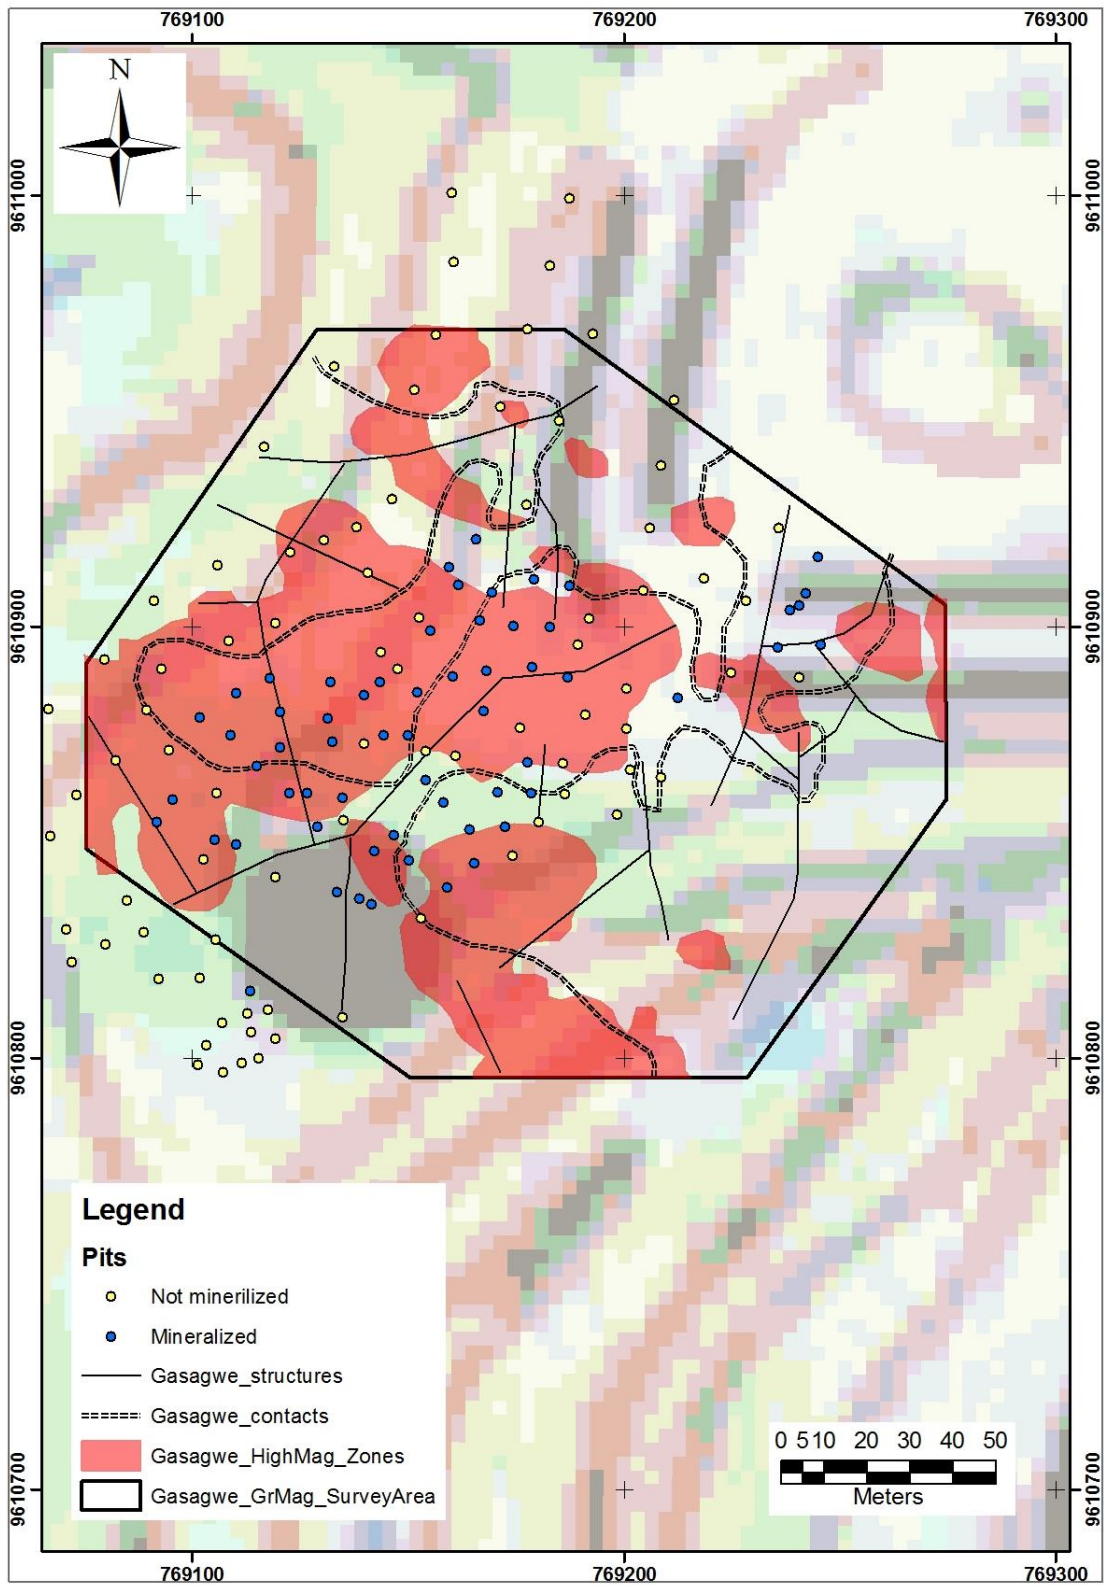 769100 769200 769300
N
9611000 9611000
9610900 9610900
9610800 9610800
Legend
Pits
Not minerilized
Mineralized
Gasagwe_structures
Gasagwe_contacts
Gasagwe_HighMag_Zones
Gasagwe_GrMag_SurveyArea
0 5 10 20 30 40 50
Meters
9610700 9610700
769100 769200 769300